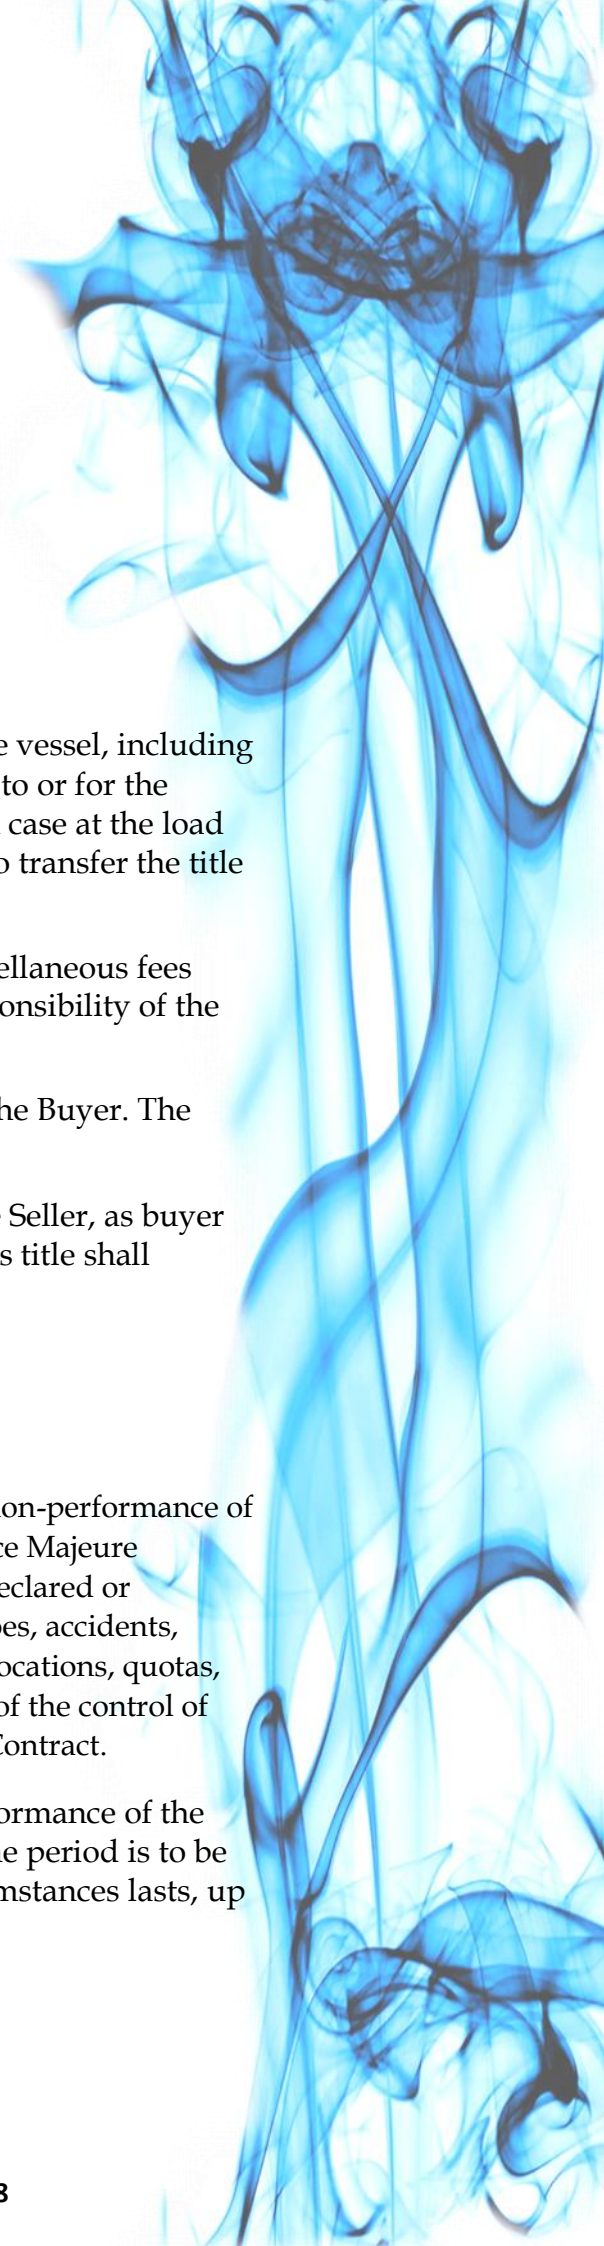 vessel, including
to or for the
case at the load
transfer the title
ellaneous fees
onsibility of the
he Buyer. The
Seller, as buyer
s title shall
on-performance of
ce Majeure
eclared or
es, accidents,
ocations, quotas,
of the control of
Contract.
ormance of the
e period is to be
mstances lasts, up
8